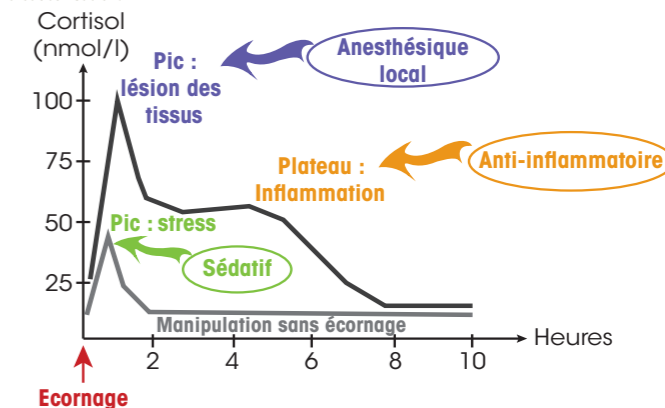 Cortisol
(nmol/l)
Pic :
lésion des
tissus
Anesthésique
local
100
75
50
25
Plateau :
Inflammation
Anti-inflammatoire
Pic : stress
Sédatif
Manipulation sans écornage
Heures
2 4 6 8 10
Ecornage